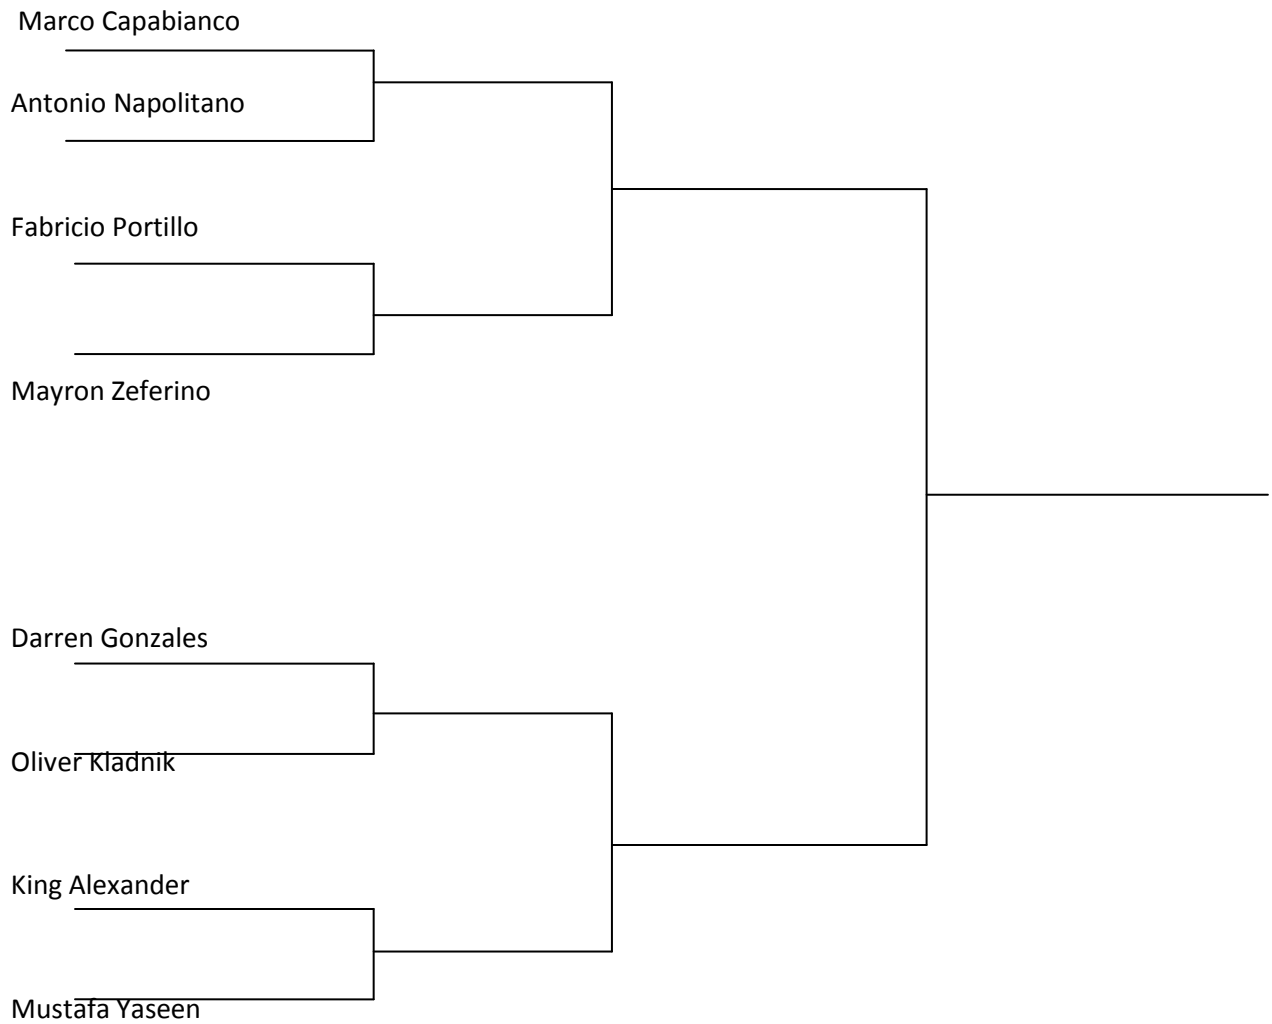 Marco Capabianco
Antonio Napolitano
Fabricio Portillo
Mayron Zeferino
Darren Gonzales
Oliver Kladnik
King Alexander
Mustafa Yaseen